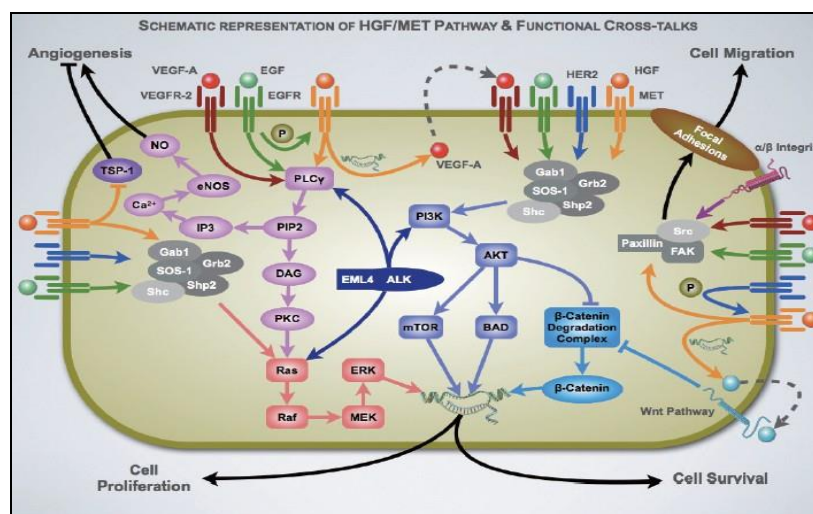 SCHEMATIC REPRESENTATION OF HGF/MET PATHWAY & FUNCTIONAL CROSS-TALKS
Angiogenesis
Cell Migration
VEGF-A
EGF
HER2
HGF
VEGFR-2
EGFR
MET
P
Focal
Adhesions
NO
VEGF-A
α/β Integri
TSP-1
eNOS
PLCγ
Gab1
Grb2
SOS-1
Shc
Shp2
Ca2+
IP3
PIP2
PI3K
Src
Paxillin
FAK
Gab1
Grb2
SOS-1
Shc
Shp2
DAG
EML4
ALK
AKT
P
PKC
mTOR
BAD
β-Catenin
Degradation
Complex
Ras
ERK
β-Catenin
Raf
MEK
Wnt Pathway
Cell
Proliferation
Cell Survival